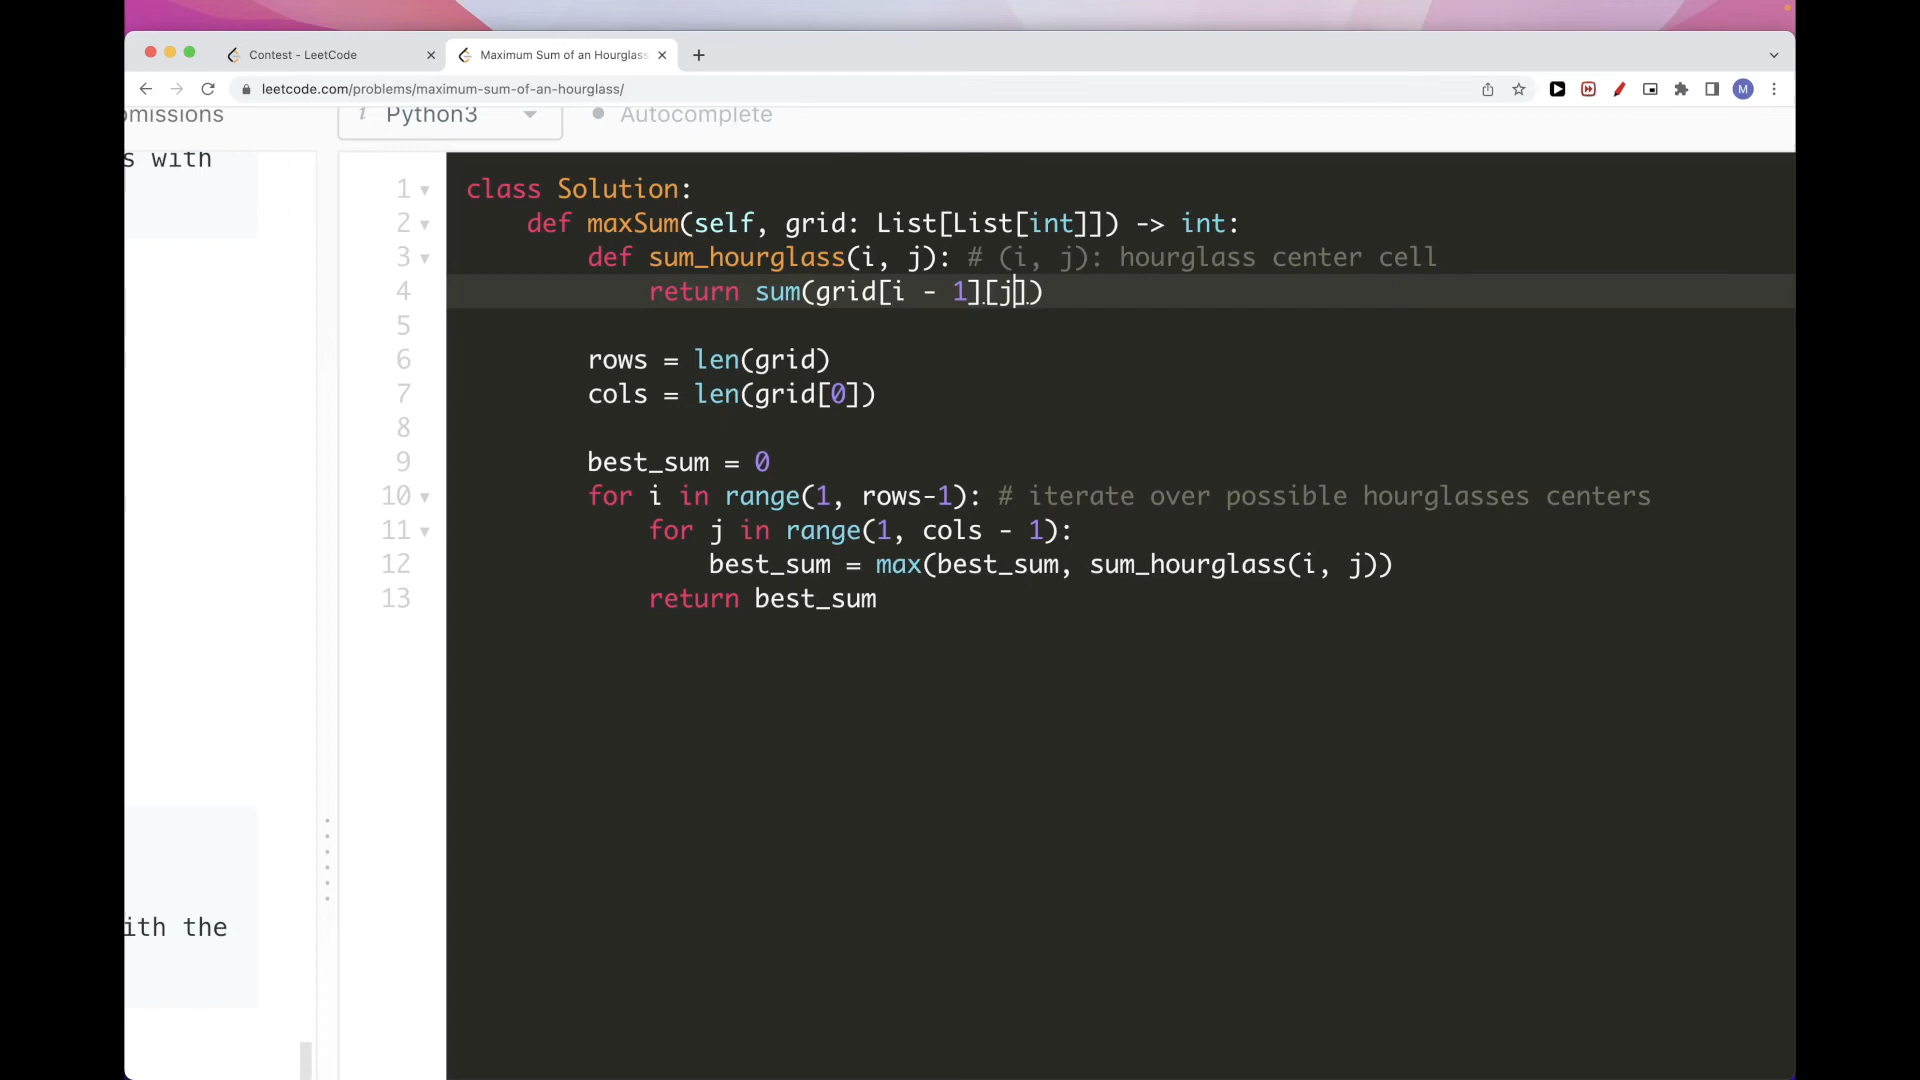 Contest - LeetCode
Maximum Sum of an Hourglass
leetcode.com/problems/maximum-sum-of-an-hourglass/
M
missions
i Python3
Autocomplete
s with
ith the
1 class Solution:
2     def maxSum(self, grid: List[List[int]]) -> int:
3         def sum_hourglass(i, j): # (i, j): hourglass center cell
4             return sum(grid[i - 1][j])
5
6         rows = len(grid)
7         cols = len(grid[0])
8
9         best_sum = 0
10         for i in range(1, rows-1): # iterate over possible hourglasses centers
11             for j in range(1, cols - 1):
12                 best_sum = max(best_sum, sum_hourglass(i, j))
13             return best_sum